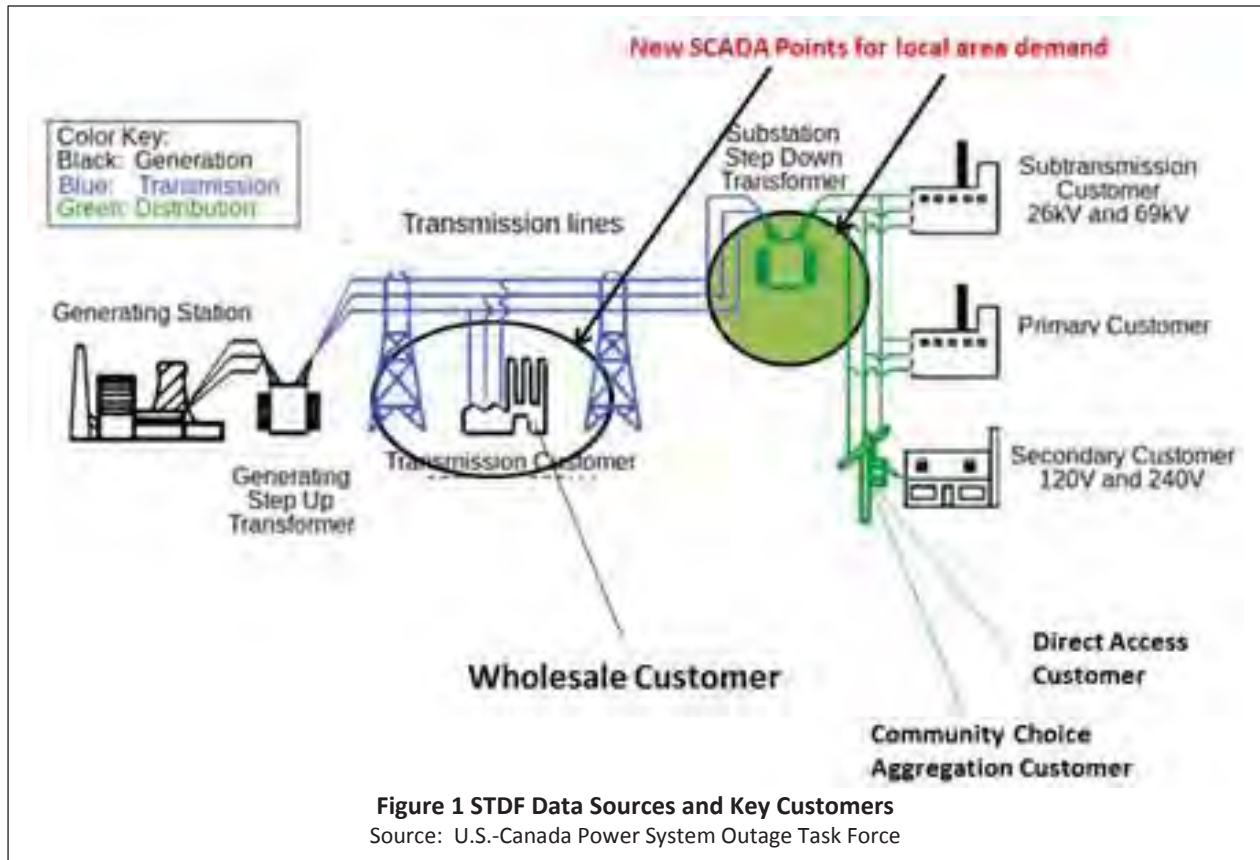 New SCADA Points for local area demand
Color Key:
Black: Generation
Blue: Transmission
Green: Distribution
Substation
Step Down
Transformer
Subtransmission
Customer
26kV and 69kV
Transmission lines
Generating Station
Primary Customer
Transmission Customer
Generating
Step Up
Transformer
Secondary Customer
120V and 240V
Wholesale Customer
Direct Access
Customer
Community Choice
Aggregation Customer
Figure 1 STDF Data Sources and Key Customers
Source: U.S.-Canada Power System Outage Task Force